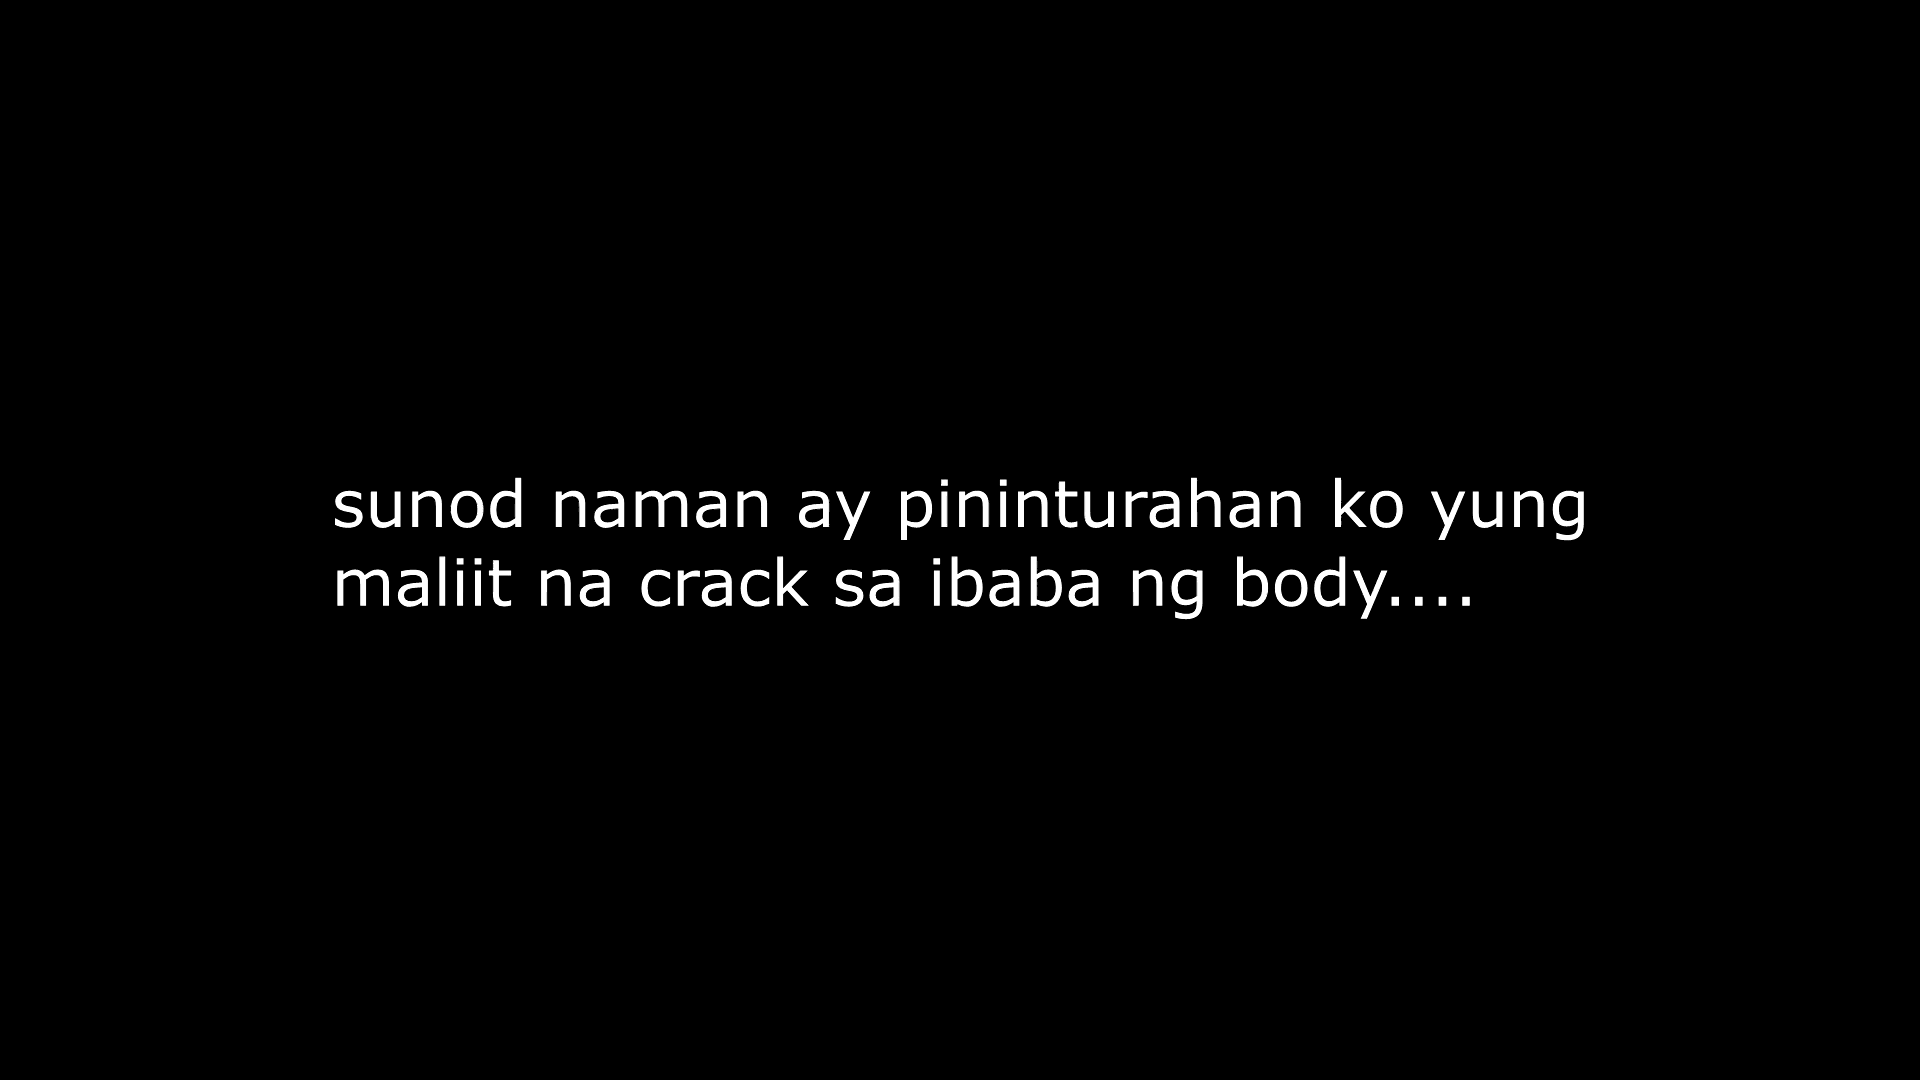 sunod naman ay pininturahan ko yung
maliit na crack sa ibaba ng body....